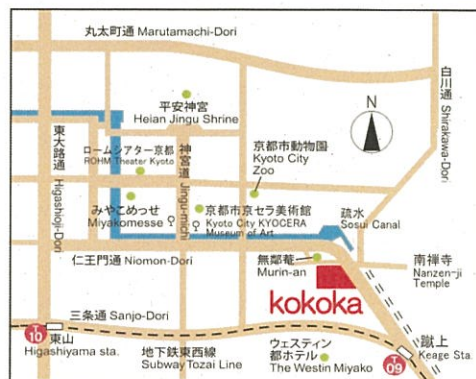 丸太町通 Marutamachi-Dori
白川通 Shirakawa-Dori
平安神宮
Heian Jingu Shrine
N
東大路通 Higashioji-Dori
ロームシアター京都
ROHM Theater Kyoto
神宮道 Jingu-michi
京都市動物園
Kyoto City
Zoo
みやこめっせ
Miyakomesse
京都市京セラ美術館
Kyoto City KYOCERA
Museum of Art
疏水
Sosui Canal
仁王門通 Niomon-Dori
無鄰菴
Murin-an
南禅寺
Nanzen-ji
Temple
kokoka
三条通 Sanjo-Dori
T
10
東山
Higashiyama sta.
地下鉄東西線
Subway Tozai Line
ウェスティン
都ホテル
The Westin Miyako
蹴上
Keage Sta.
T
09